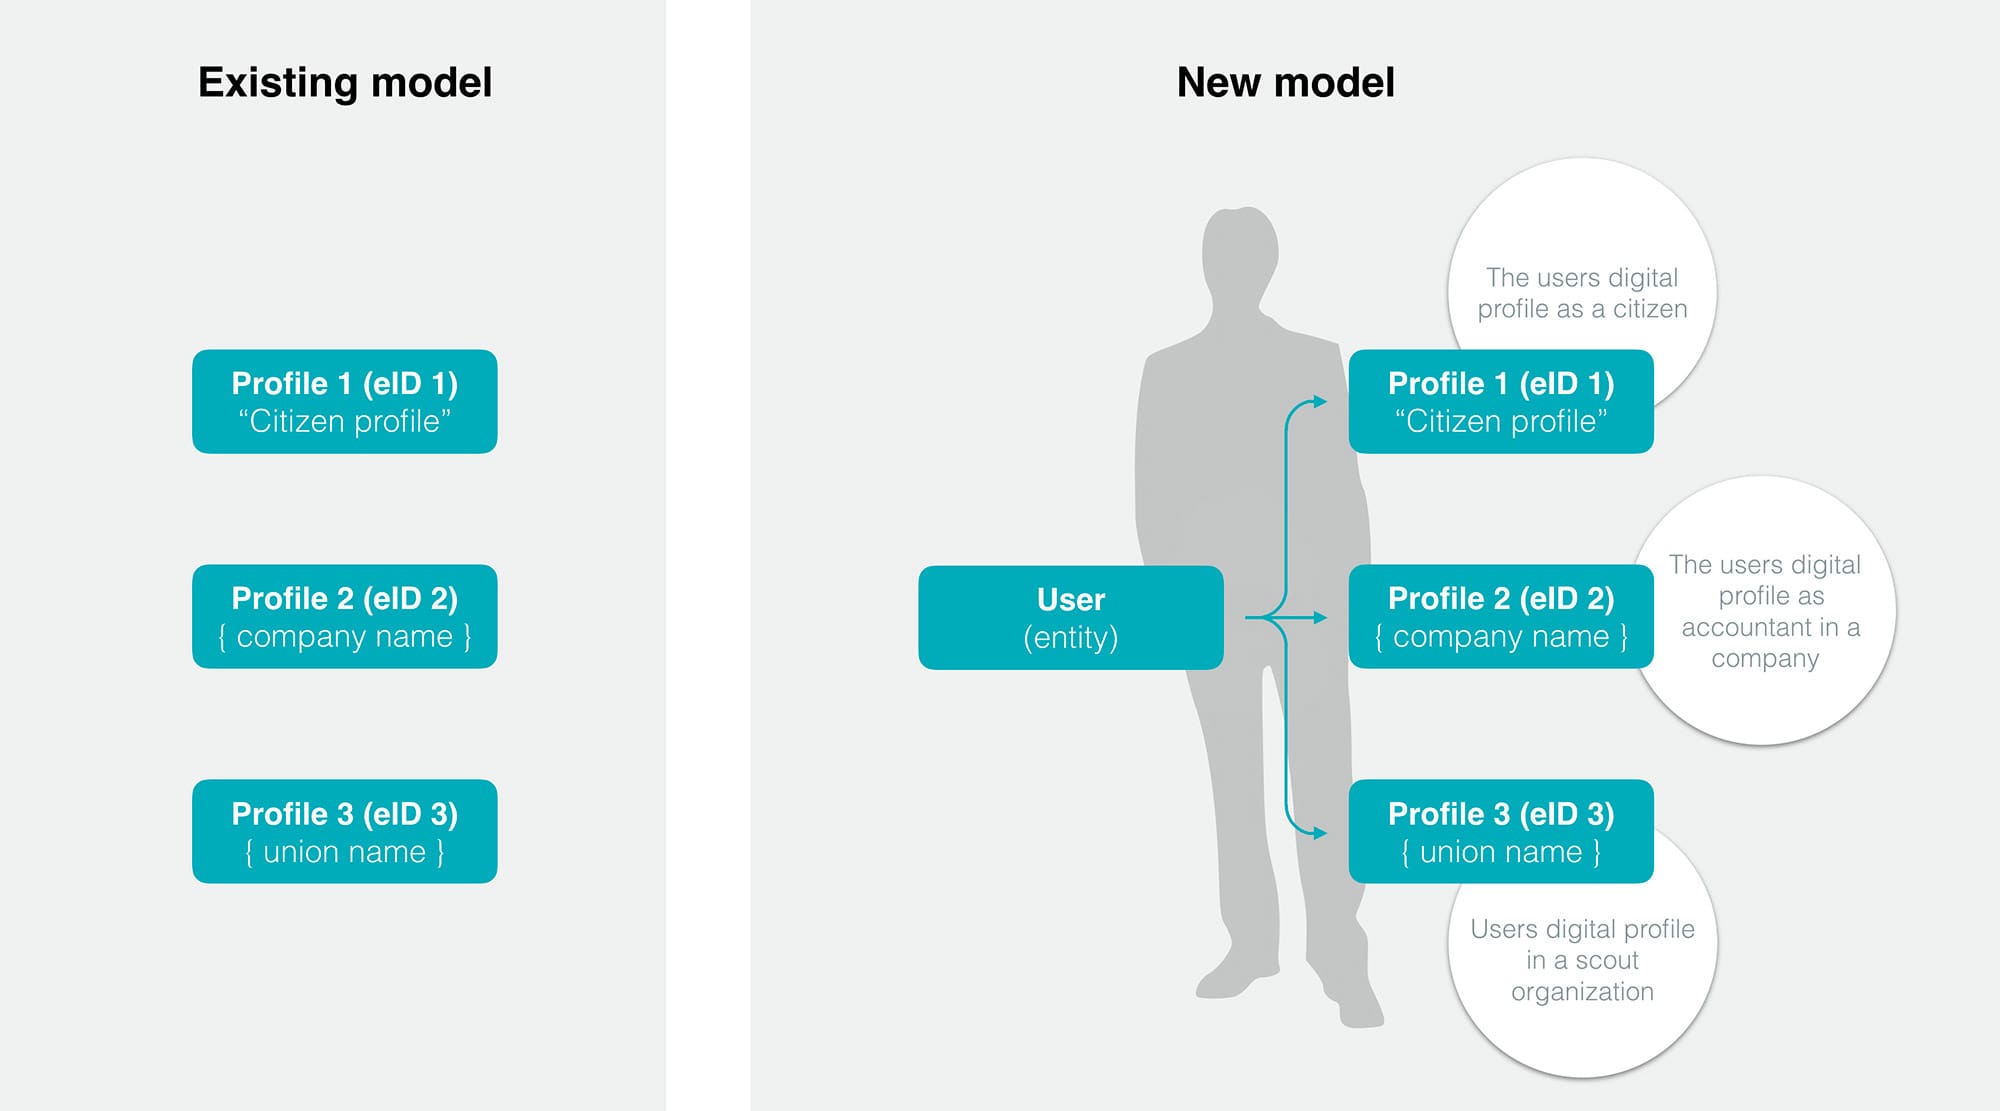 Existing model
Profile 1 (eID 1)
“Citizen profile”
Profile 2 (eID 2)
{ company name }
Profile 3 (eID 3)
{ union name }
New model
The users digital
profile as a citizen
Profile 1 (eID 1)
“Citizen profile”
User
(entity)
Profile 2 (eID 2)
{ company name }
The users digital
profile as
accountant in a
company
Profile 3 (eID 3)
{ union name }
Users digital profile
in a scout
organization